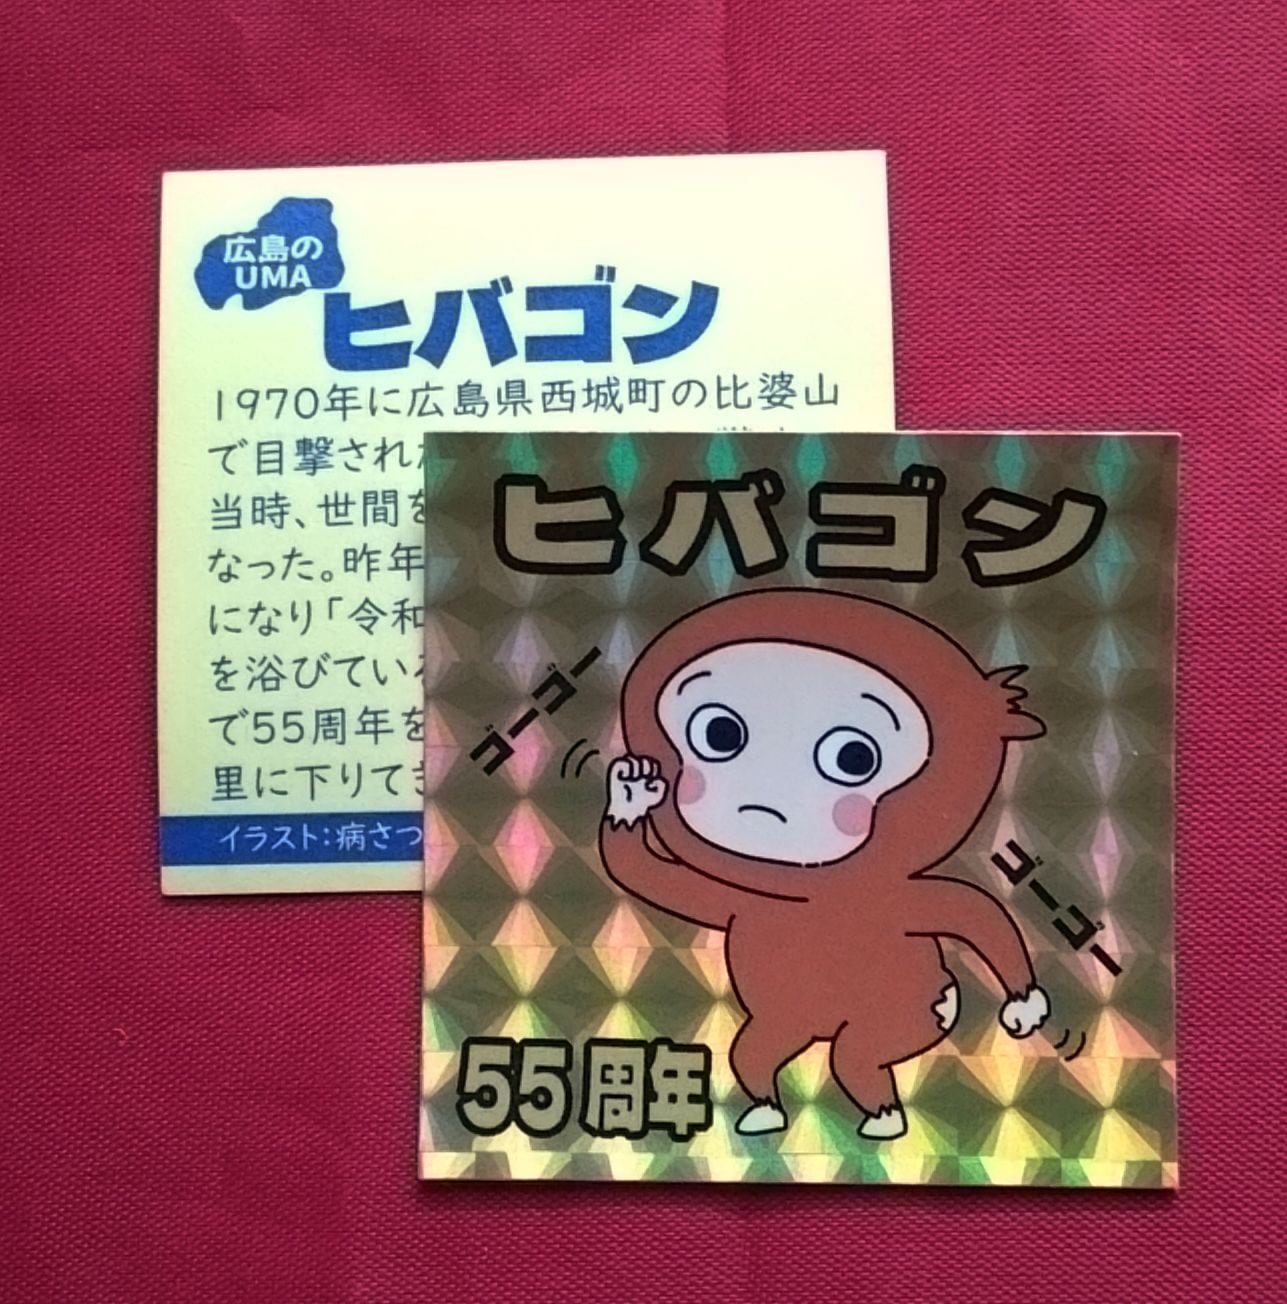 広島の
UMA
ヒバゴン
1970年に広島県西城町の比婆山
で目撃され
当時、世間を
なった。昨年
になり「令和
を浴びてい
で55周年を
里に下りて
イラスト:病さつ
ヒバゴン
ゴーゴー
ゴーゴー
55周年